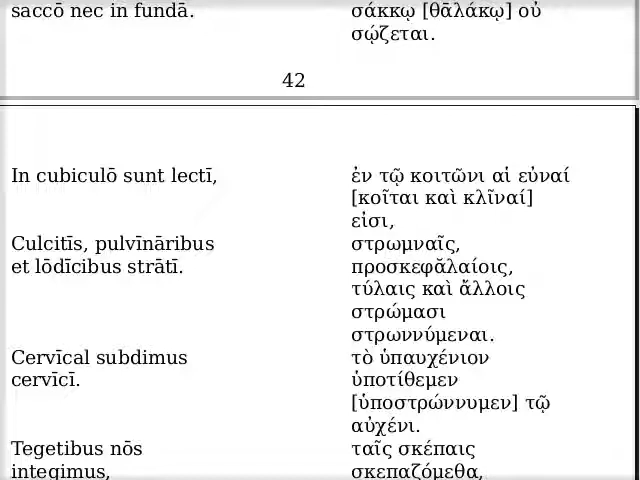 saccō nec in fundā.
σάκκῳ [θᾱλάκῳ] οὐ
σῴζεται.
42
In cubiculō sunt lectī,
ἐν τῷ κοιτῶνι αἱ εὐναί
[κοῖται καὶ κλῖναί]
εἰσι,
Culcitīs, pulvīnāribus
et lōdīcibus strātī.
στρωμναῖς,
προσκεφᾰλαίοις,
τύλαις καὶ ἄλλοις
στρώμασι
στρωννύμεναι.
Cervīcal subdimus
cervīcī.
τὸ ὑπαυχένιον
ὑποτίθεμεν
[ὑποστρώννυμεν] τῷ
αὐχένι.
Tegetibus nōs
integimus,
ταῖς σκέπαις
σκεπαζόμεθα,